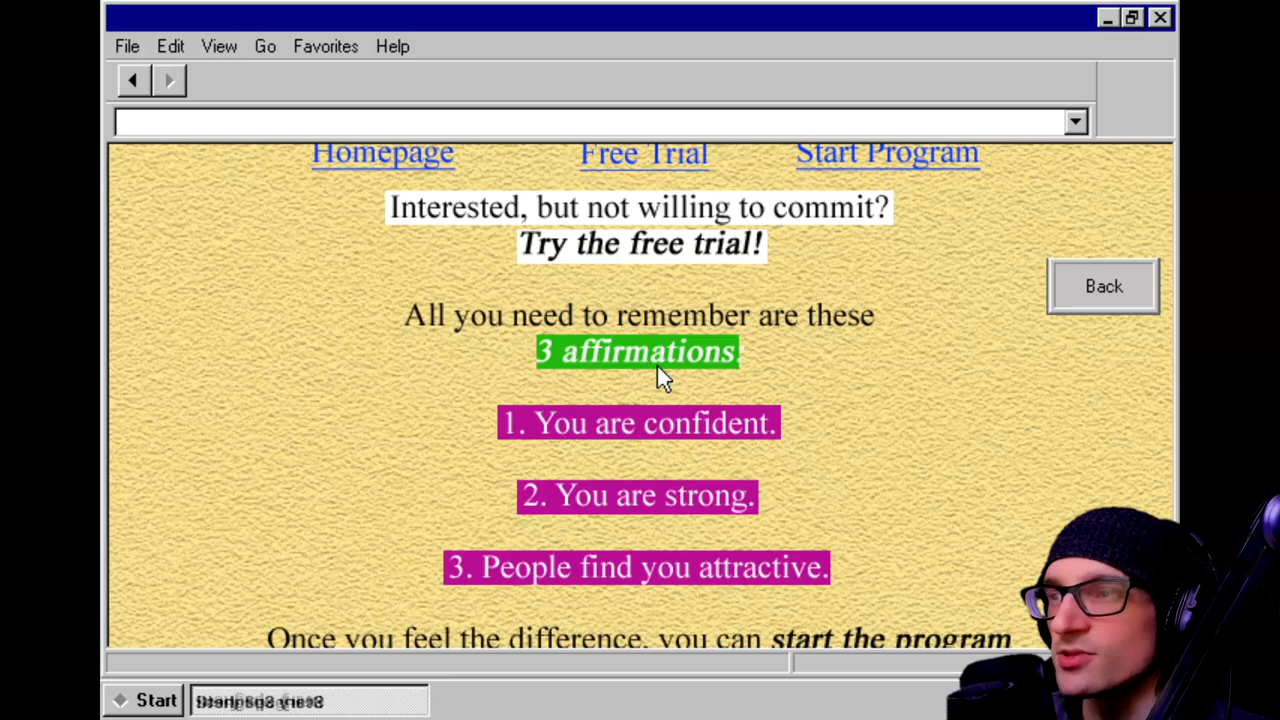 File Edit View Go Favorites Help
Homepage Free Trial Start Program
Interested, but not willing to commit?
Try the free trial!
Back
All you need to remember are these
3 affirmations:
1. You are confident.
2. You are strong.
3. People find you attractive.
Once you feel the difference, you can start the program
Start